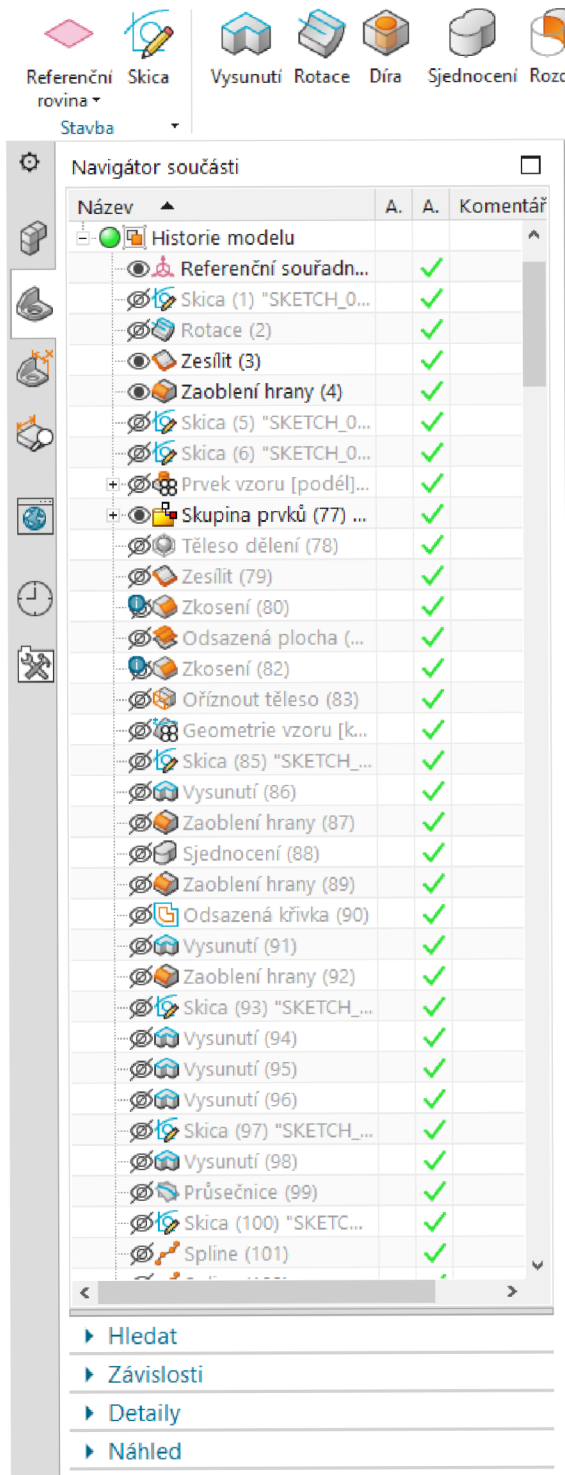 Referenční rovina
Skica
Vysunutí
Rotace
Díra
Sjednocení
Stavba
Navigátor součásti
Název A. A. Komentář
Historie modelu
Referenční souřadn...
Skica (1) "SKETCH_0...
Rotace (2)
Zesílit (3)
Zaoblení hrany (4)
Skica (5) "SKETCH_0...
Skica (6) "SKETCH_0...
Prvek vzoru [podél]...
Skupina prvků (77) ...
Těleso dělení (78)
Zesílit (79)
Zkosení (80)
Odsazená plocha (...
Zkosení (82)
Oříznout těleso (83)
Geometrie vzoru [k...
Skica (85) "SKETCH_...
Vysunutí (86)
Zaoblení hrany (87)
Sjednocení (88)
Zaoblení hrany (89)
Odsazená křivka (90)
Vysunutí (91)
Zaoblení hrany (92)
Skica (93) "SKETCH_...
Vysunutí (94)
Vysunutí (95)
Vysunutí (96)
Skica (97) "SKETCH_...
Vysunutí (98)
Průsečnice (99)
Skica (100) "SKETC...
Spline (101)
Hledat
Závislosti
Detaily
Náhled